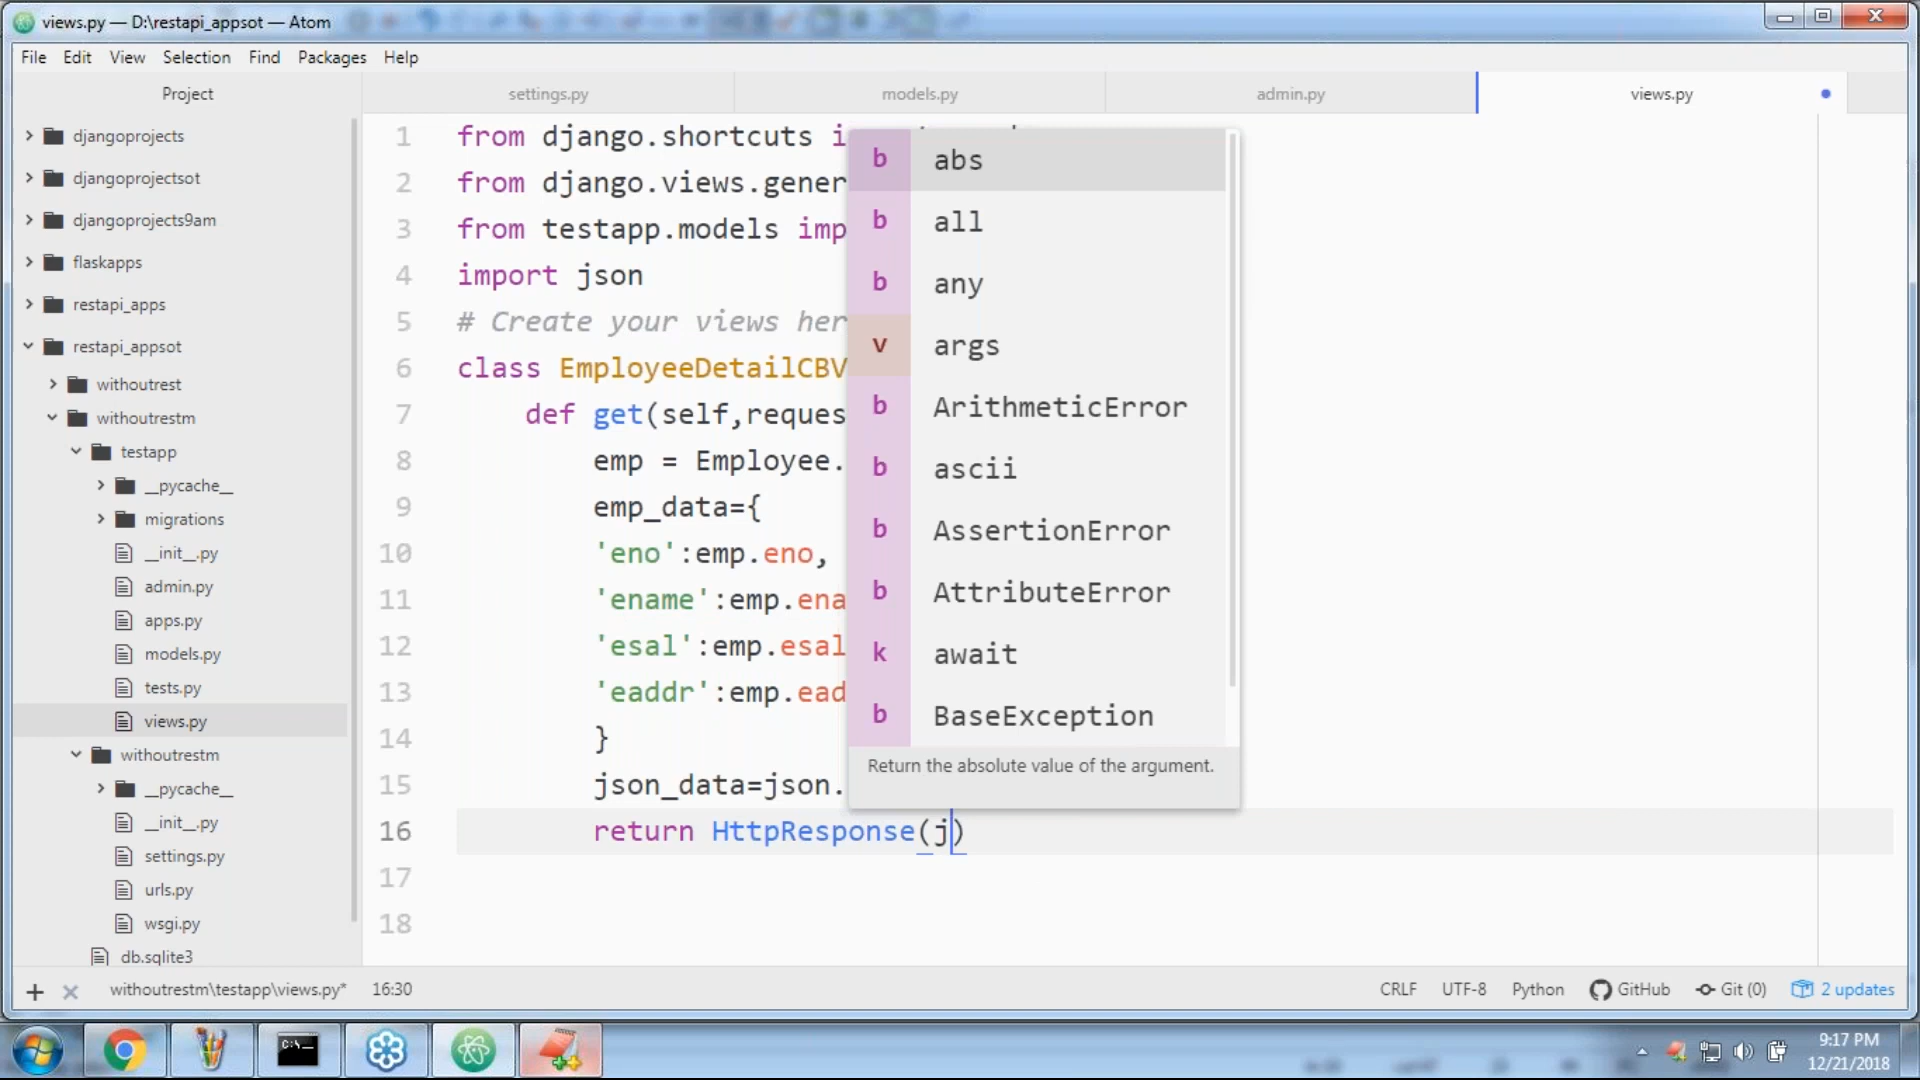 views.py — D:\restapi_appsot — Atom
File Edit View Selection Find Packages Help
Project
settings.py
models.py
admin.py
views.py
djangoprojects
djangoprojectsot
djangoprojects9am
flaskapps
restapi_apps
restapi_appsot
withoutrest
withoutrestm
testapp
__pycache__
migrations
__init__.py
admin.py
apps.py
models.py
tests.py
views.py
withoutrestm
__pycache__
__init__.py
settings.py
urls.py
wsgi.py
db.sqlite3
1 from django.shortcuts i
2 from django.views.gener
3 from testapp.models imp
4 import json
5 # Create your views her
6 class EmployeeDetailCBV
7 def get(self,reques
8 emp = Employee.
9 emp_data={
10 'eno':emp.eno,
11 'ename':emp.ena
12 'esal':emp.esal
13 'eaddr':emp.ead
14 }
15 json_data=json.
16 return HttpResponse(j)
17
18
b abs
b all
b any
v args
b ArithmeticError
b ascii
b AssertionError
b AttributeError
k await
b BaseException
Return the absolute value of the argument.
withoutrestm\testapp\views.py* 16:30
CRLF UTF-8 Python GitHub Git (0) 2 updates
C:\_
9:17 PM
12/21/2018